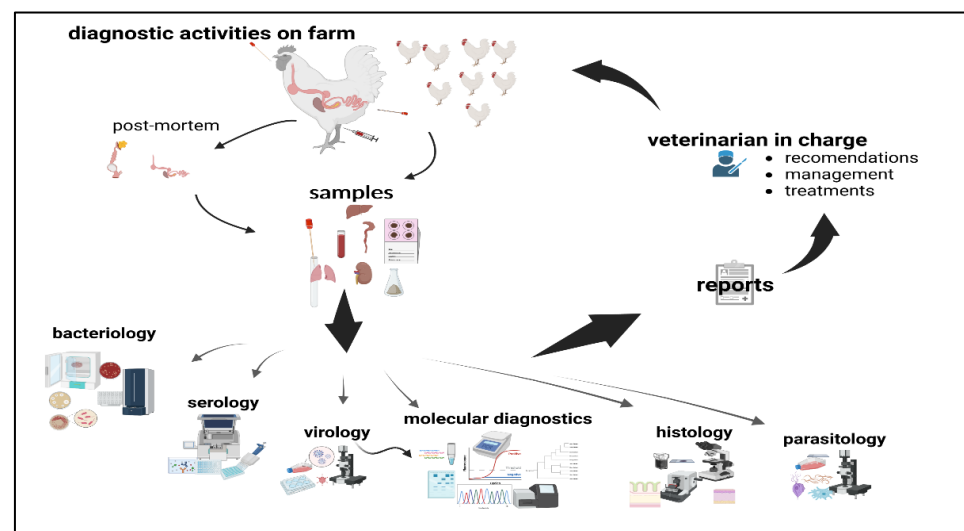 diagnostic activities on farm
post-mortem
samples
veterinarian in charge
• recomendations
• management
• treatments
reports
bacteriology
serology
virology
molecular diagnostics
histology
parasitology